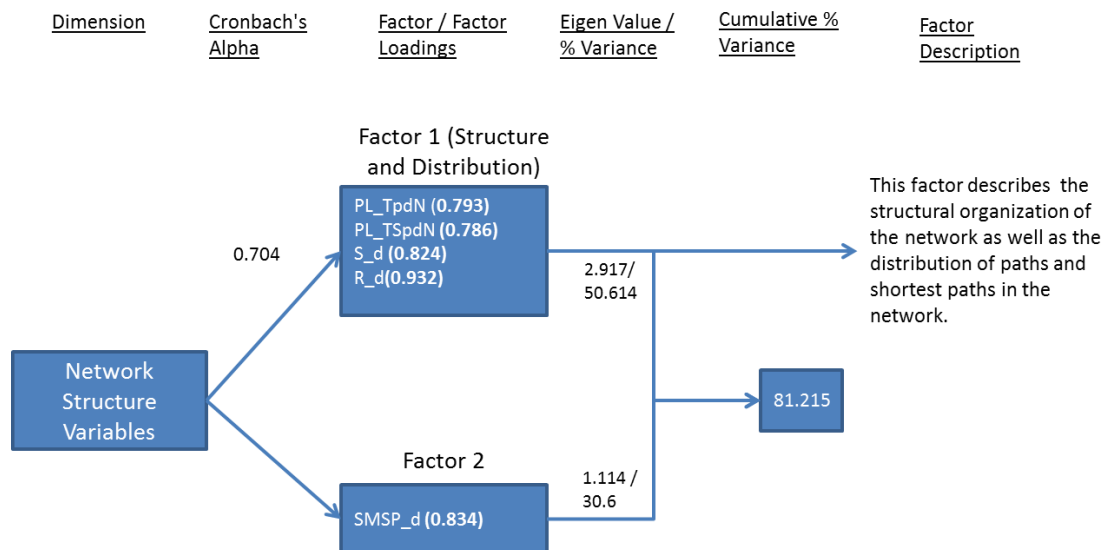 Dimension
Cronbach's
Alpha
Factor / Factor
Loadings
Eigen Value /
% Variance
Cumulative %
Variance
Factor
Description
Factor 1 (Structure
and Distribution)
PL_TpdN (0.793)
PL_TSpdN (0.786)
S_d (0.824)
R_d(0.932)
0.704
2.917/
50.614
This factor describes the
structural organization of
the network as well as the
distribution of paths and
shortest paths in the
network.
Network
Structure
Variables
81.215
Factor 2
SMSP_d (0.834)
1.114 /
30.6